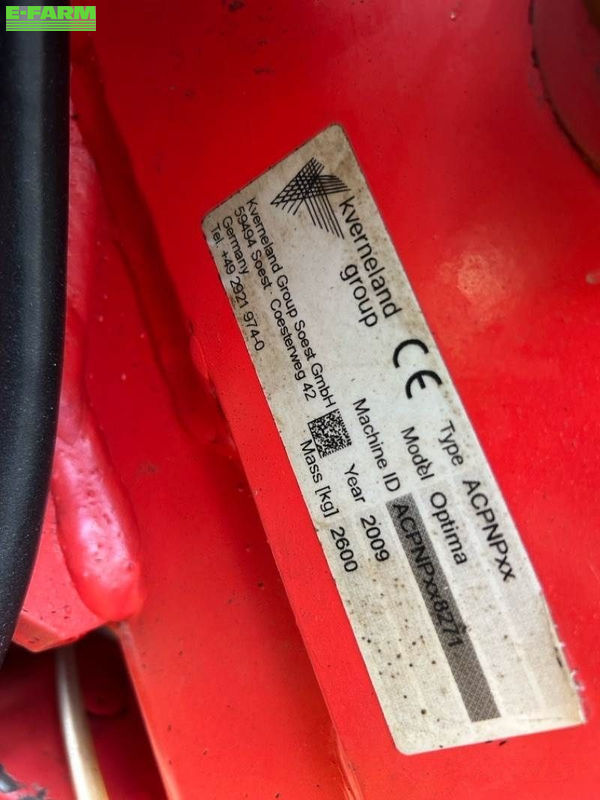 E-FARM
kverneland
group
CE
Kverneland Group Soest GmbH
59494 Soest · Coesterweg 42
Germany
Tel. +49 2921 974-0
Type ACPNPxx
Model Optima
Machine ID ACPNPxx8271
Year 2009
Mass [kg] 2600